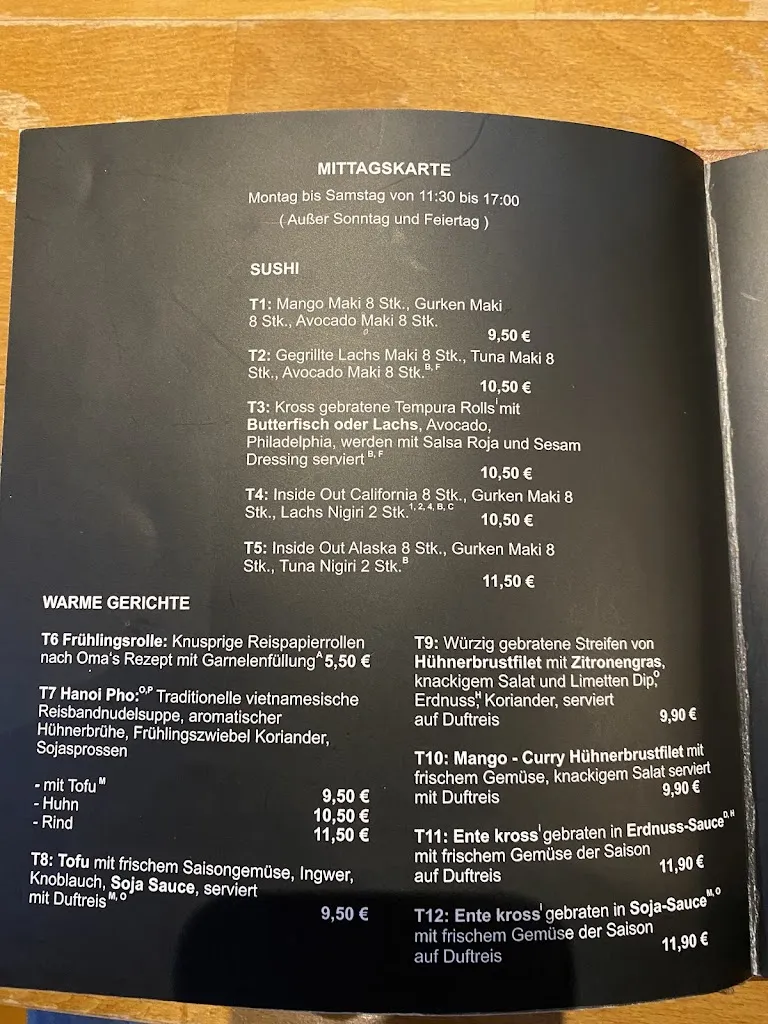 MITTAGSKARTE
Montag bis Samstag von 11:30 bis 17:00
( Außer Sonntag und Feiertag )
SUSHI
T1: Mango Maki 8 Stk., Gurken Maki
8 Stk., Avocado Maki 8 Stk.
9,50 €
T2: Gegrillte Lachs Maki 8 Stk., Tuna Maki 8
Stk., Avocado Maki 8 Stk. B, F
10,50 €
T3: Kross gebratene Tempura Rolls I mit
Butterfisch oder Lachs, Avocado,
Philadelphia, werden mit Salsa Roja und Sesam
Dressing serviert B, F
10,50 €
T4: Inside Out California 8 Stk., Gurken Maki 8
Stk., Lachs Nigiri 2 Stk. 1, 2, 4, B, C
10,50 €
T5: Inside Out Alaska 8 Stk., Gurken Maki 8
Stk., Tuna Nigiri 2 Stk. B
11,50 €
WARME GERICHTE
T6 Frühlingsrolle: Knusprige Reispapierrollen
nach Oma's Rezept mit Garnelenfüllung A 5,50 €
T7 Hanoi Pho: O,P Traditionelle vietnamesische
Reisbandnudelsuppe, aromatischer
Hühnerbrühe, Frühlingszwiebel Koriander,
Sojasprossen
- mit Tofu M 9,50 €
- Huhn 10,50 €
- Rind 11,50 €
T8: Tofu mit frischem Saisongemüse, Ingwer,
Knoblauch, Soja Sauce, serviert
mit Duftreis M, O
9,50 €
T9: Würzig gebratene Streifen von
Hühnerbrustfilet mit Zitronengras,
knackigem Salat und Limetten Dip, O
Erdnuss, H Koriander, serviert
auf Duftreis
9,90 €
T10: Mango - Curry Hühnerbrustfilet mit
frischem Gemüse, knackigem Salat serviert
mit Duftreis
9,90 €
T11: Ente kross I gebraten in Erdnuss-Sauce D, H
mit frischem Gemüse der Saison
auf Duftreis
11,90 €
T12: Ente kross I gebraten in Soja-Sauce M, O
mit frischem Gemüse der Saison
auf Duftreis
11,90 €